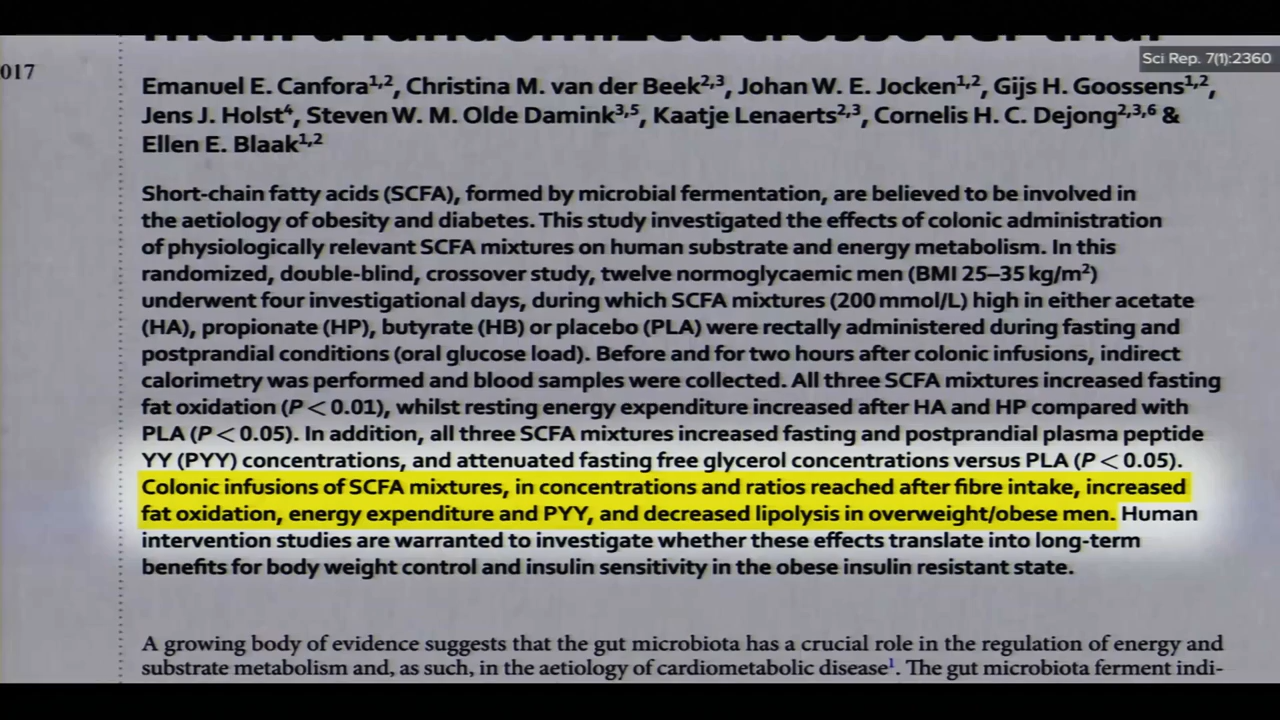 men: a randomized crossover trial
017
Sci Rep. 7(1):2360
Emanuel E. Canfora1,2, Christina M. van der Beek2,3, Johan W. E. Jocken1,2, Gijs H. Goossens1,2,
Jens J. Holst4, Steven W. M. Olde Damink3,5, Kaatje Lenaerts2,3, Cornelis H. C. Dejong2,3,6 &
Ellen E. Blaak1,2
Short-chain fatty acids (SCFA), formed by microbial fermentation, are believed to be involved in
the aetiology of obesity and diabetes. This study investigated the effects of colonic administration
of physiologically relevant SCFA mixtures on human substrate and energy metabolism. In this
randomized, double-blind, crossover study, twelve normoglycaemic men (BMI 25–35 kg/m2)
underwent four investigational days, during which SCFA mixtures (200 mmol/L) high in either acetate
(HA), propionate (HP), butyrate (HB) or placebo (PLA) were rectally administered during fasting and
postprandial conditions (oral glucose load). Before and for two hours after colonic infusions, indirect
calorimetry was performed and blood samples were collected. All three SCFA mixtures increased fasting
fat oxidation (P < 0.01), whilst resting energy expenditure increased after HA and HP compared with
PLA (P < 0.05). In addition, all three SCFA mixtures increased fasting and postprandial plasma peptide
YY (PYY) concentrations, and attenuated fasting free glycerol concentrations versus PLA (P < 0.05).
Colonic infusions of SCFA mixtures, in concentrations and ratios reached after fibre intake, increased
fat oxidation, energy expenditure and PYY, and decreased lipolysis in overweight/obese men. Human
intervention studies are warranted to investigate whether these effects translate into long-term
benefits for body weight control and insulin sensitivity in the obese insulin resistant state.
A growing body of evidence suggests that the gut microbiota has a crucial role in the regulation of energy and
substrate metabolism and, as such, in the aetiology of cardiometabolic disease1. The gut microbiota ferment indi-